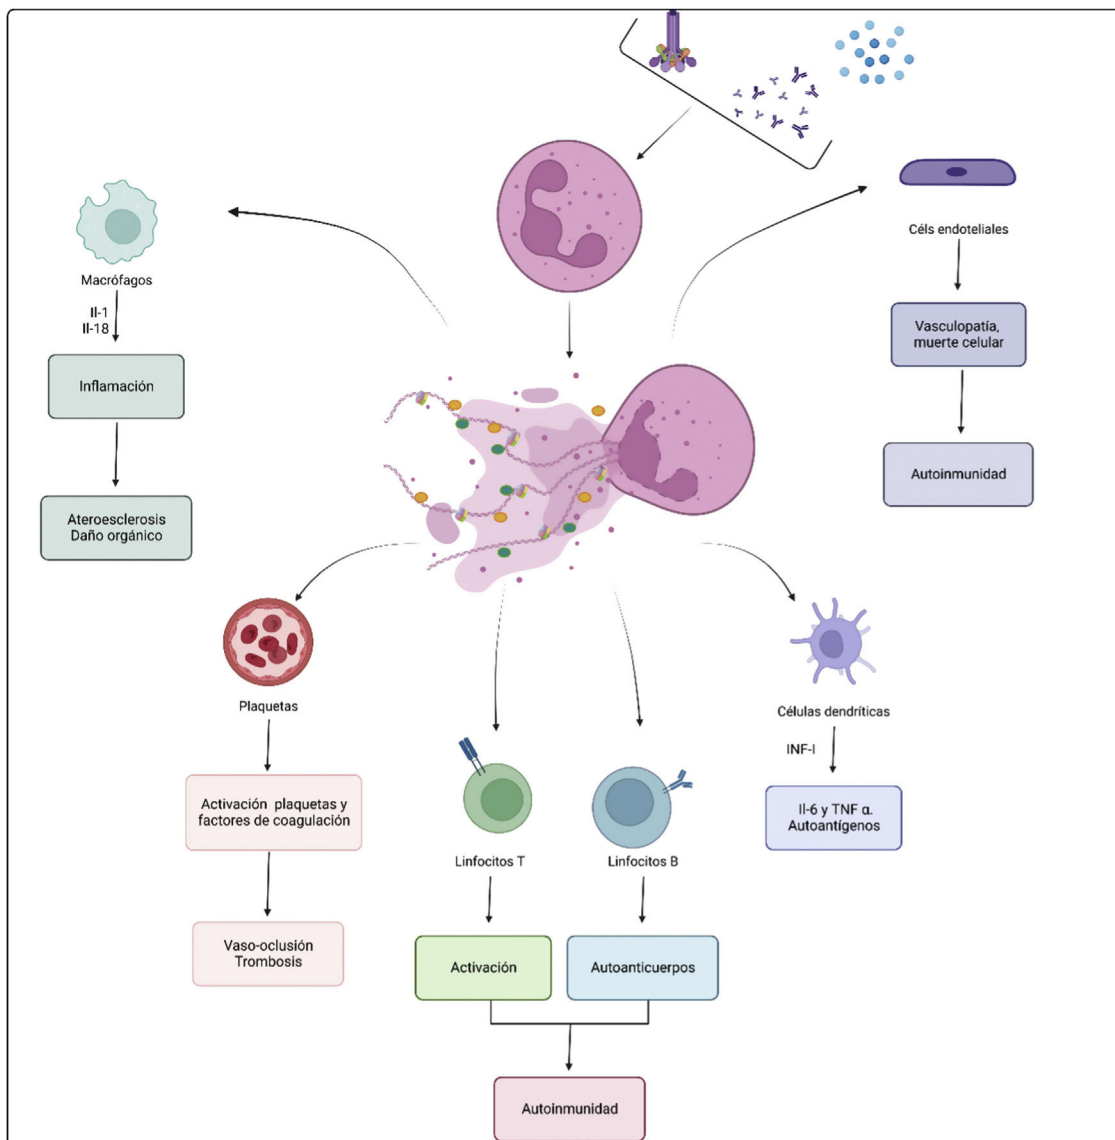 Céls endoteliales
Vasculopatía,
muerte celular
Autoinmunidad
Macrófagos
Il-1
Il-18
Inflamación
Ateroesclerosis
Daño orgánico
Plaquetas
Activación plaquetas y
factores de coagulación
Vaso-oclusión
Trombosis
Linfocitos T
Activación
Linfocitos B
Autoanticuerpos
Autoinmunidad
Células dendríticas
INF-I
Il-6 y TNF α.
Autoantígenos